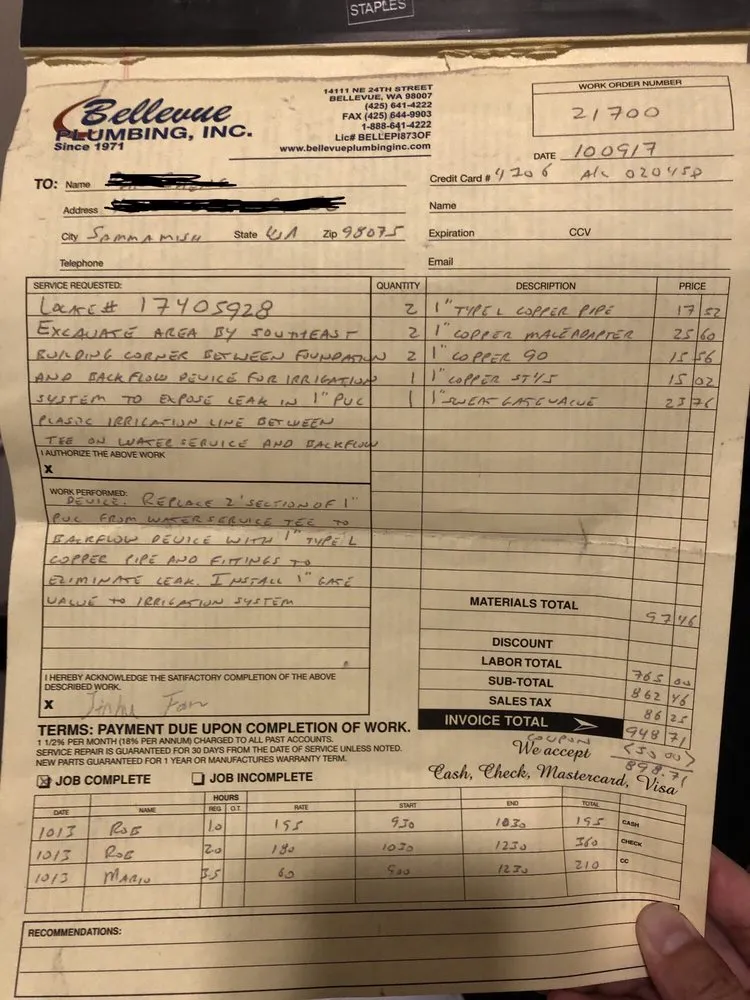 STAPLES
Bellevue
PLUMBING, INC.
Since 1971
14111 NE 24TH STREET
BELLEVUE, WA 98007
(425) 641-4222
FAX (425) 644-9903
1-888-641-4222
Lic# BELLEPI873OF
www.bellevueplumbinginc.com
WORK ORDER NUMBER
21700
DATE 100917
TO: Name
Address
City SAMMAMISH State WA Zip 98075
Telephone
Credit Card # 4706 A/C 020458
Name
Expiration CCV
Email
SERVICE REQUESTED: QUANTITY DESCRIPTION PRICE
LOCATE# 17405928 2 1" TYPE L COPPER PIPE 17 52
EXCAVATE AREA BY SOUTHEAST 2 1" COPPER MALE ADAPTER 25 60
BUILDING CORNER BETWEEN FOUNDATION 2 1" COPPER 90 15 56
AND BACKFLOW DEVICE FOR IRRIGATION 1 1" COPPER ST45 15 02
SYSTEM TO EXPOSE LEAK IN 1" PVC 1 1" SWEAT GATE VALVE 23 76
PLASTIC IRRIGATION LINE BETWEEN
TEE ON WATER SERVICE AND BACKFLOW
I AUTHORIZE THE ABOVE WORK
X
WORK PERFORMED:
DEVICE. REPLACE 2' SECTION OF 1"
PVC FROM WATER SERVICE TEE TO
BACKFLOW DEVICE WITH 1" TYPE L
COPPER PIPE AND FITTINGS TO
ELIMINATE LEAK. INSTALL 1" GATE
VALVE TO IRRIGATION SYSTEM
MATERIALS TOTAL 97 46
DISCOUNT
LABOR TOTAL 765 00
SUB-TOTAL 862 46
SALES TAX 86 25
INVOICE TOTAL 948 71
COUPON <50 00>
898.71
I HEREBY ACKNOWLEDGE THE SATIFACTORY COMPLETION OF THE ABOVE
DESCRIBED WORK.
X
TERMS: PAYMENT DUE UPON COMPLETION OF WORK.
1 1/2% PER MONTH (18% PER ANNUM) CHARGED TO ALL PAST ACCOUNTS.
SERVICE REPAIR IS GUARANTEED FOR 30 DAYS FROM THE DATE OF SERVICE UNLESS NOTED.
NEW PARTS GUARANTEED FOR 1 YEAR OR MANUFACTURES WARRANTY TERM.
We accept
Cash, Check, Mastercard, Visa
JOB COMPLETE JOB INCOMPLETE
HOURS
DATE NAME REG O.T. RATE START END TOTAL
1013 ROB 1.0 195 930 1030 195 CASH
1013 ROB 2.0 180 1030 1230 360 CHECK
1013 MARIO 3.5 60 900 1230 210 CC
RECOMMENDATIONS: